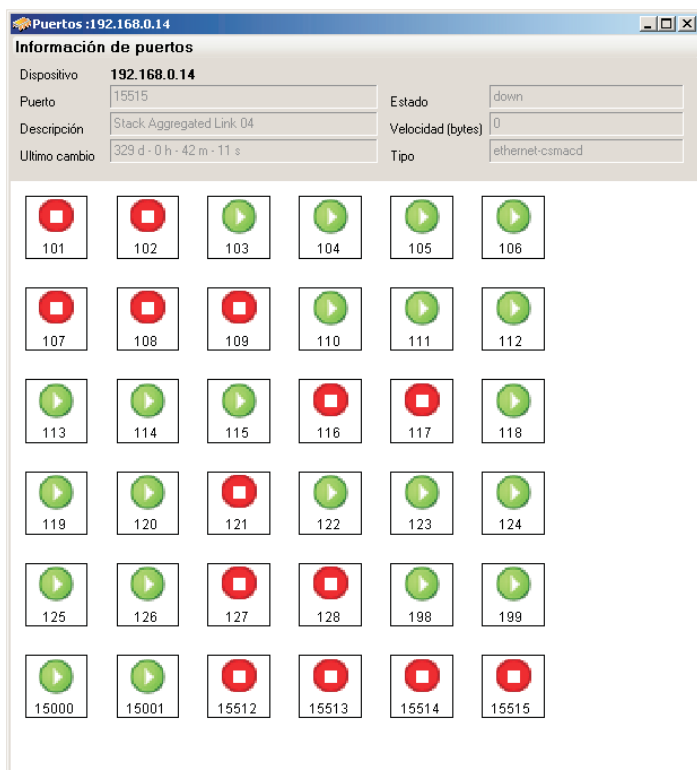 Puertos :192.168.0.14
Información de puertos
Dispositivo 192.168.0.14
Puerto 15515 Estado down
Descripción Stack Aggregated Link 04 Velocidad (bytes) 0
Ultimo cambio 329 d - 0 h - 42 m - 11 s Tipo ethernet-csmacd
101 102 103 104 105 106
107 108 109 110 111 112
113 114 115 116 117 118
119 120 121 122 123 124
125 126 127 128 198 199
15000 15001 15512 15513 15514 15515